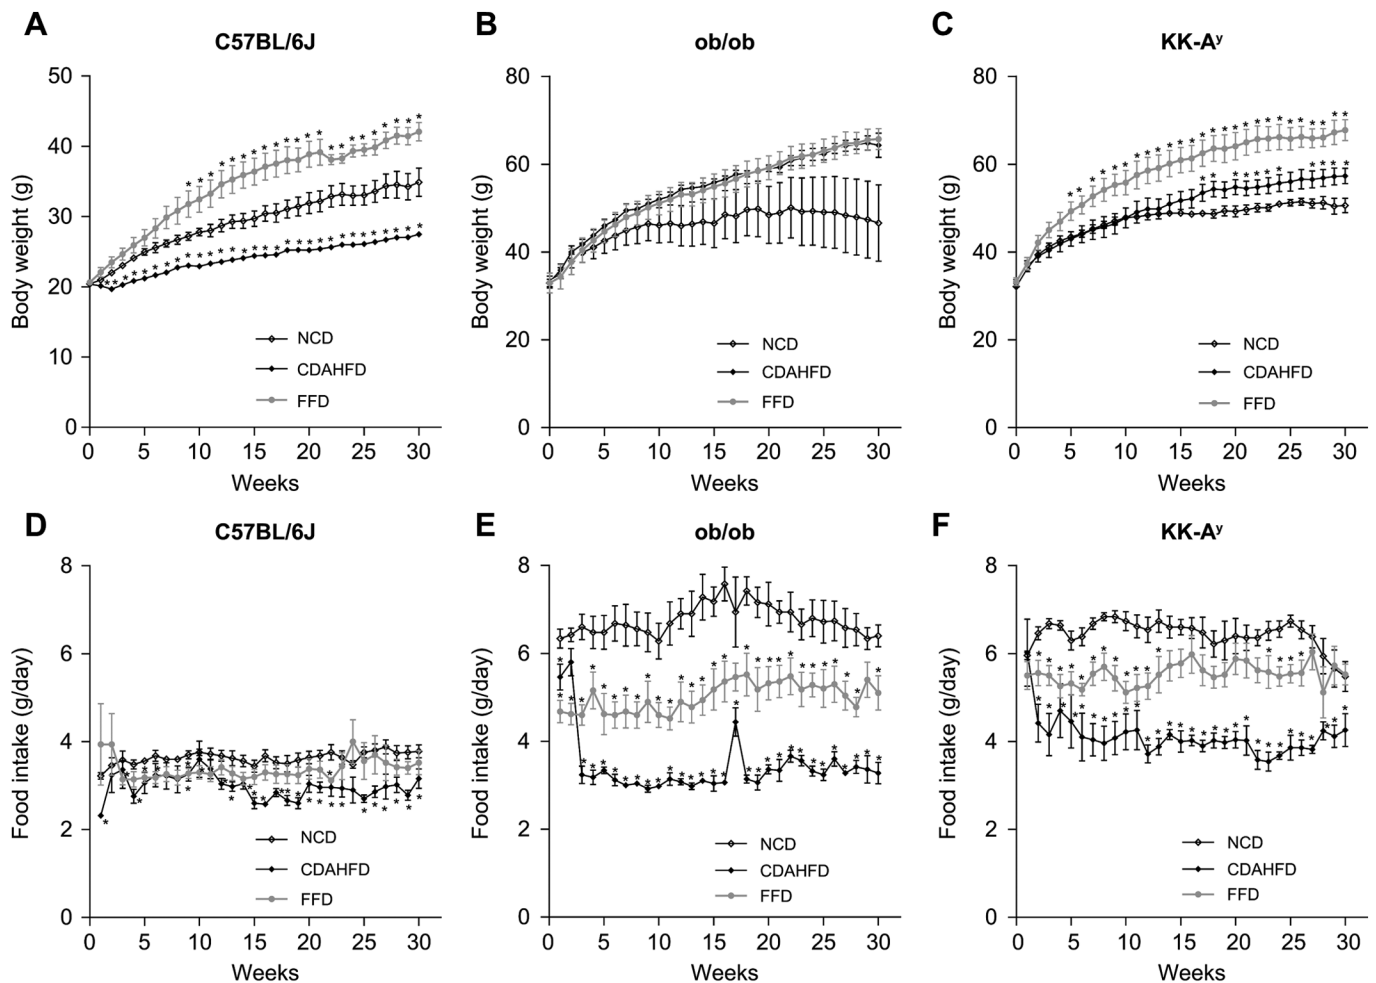 A
C57BL/6J
50
40
30
20
10
0
Body weight (g)
NCD
CDAHFD
FFD
0 5 10 15 20 25 30
Weeks
B
ob/ob
80
60
40
20
0
Body weight (g)
NCD
CDAHFD
FFD
0 5 10 15 20 25 30
Weeks
C
KK-Aʸ
80
60
40
20
0
Body weight (g)
NCD
CDAHFD
FFD
0 5 10 15 20 25 30
Weeks
D
C57BL/6J
8
6
4
2
0
Food intake (g/day)
NCD
CDAHFD
FFD
0 5 10 15 20 25 30
Weeks
E
ob/ob
8
6
4
2
0
Food intake (g/day)
NCD
CDAHFD
FFD
0 5 10 15 20 25 30
Weeks
F
KK-Aʸ
8
6
4
2
0
Food intake (g/day)
NCD
CDAHFD
FFD
0 5 10 15 20 25 30
Weeks